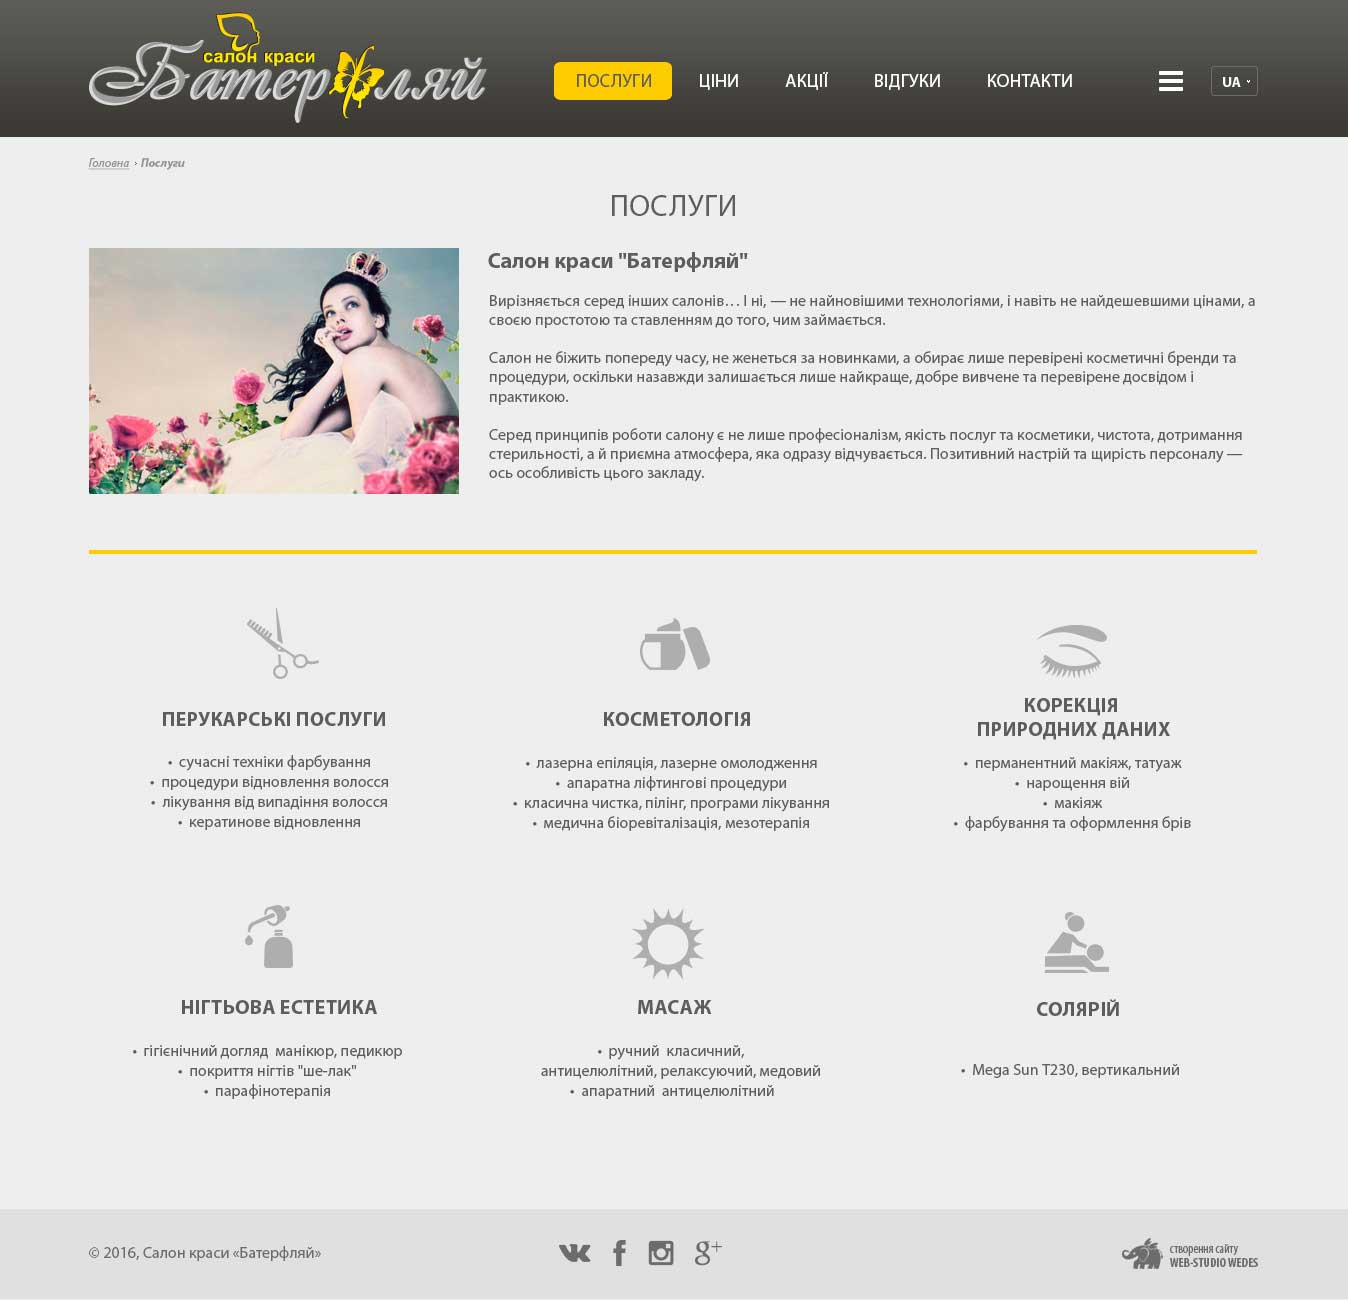 салон краси
Батерфляй
ПОСЛУГИ ЦІНИ АКЦІЇ ВІДГУКИ КОНТАКТИ UA
Головна › Послуги
ПОСЛУГИ
Салон краси "Батерфляй"
Вирізняється серед інших салонів… І ні, — не найновішими технологіями, і навіть не найдешевшими цінами, а
своєю простотою та ставленням до того, чим займається.
Салон не біжить попереду часу, не женеться за новинками, а обирає лише перевірені косметичні бренди та
процедури, оскільки назавжди залишається лише найкраще, добре вивчене та перевірене досвідом і
практикою.
Серед принципів роботи салону є не лише професіоналізм, якість послуг та косметики, чистота, дотримання
стерильності, а й приємна атмосфера, яка одразу відчувається. Позитивний настрій та щирість персоналу —
ось особливість цього закладу.
ПЕРУКАРСЬКІ ПОСЛУГИ
• сучасні техніки фарбування
• процедури відновлення волосся
• лікування від випадіння волосся
• кератинове відновлення
КОСМЕТОЛОГІЯ
• лазерна епіляція, лазерне омолодження
• апаратна ліфтингові процедури
• класична чистка, пілінг, програми лікування
• медична біоревіталізація, мезотерапія
КОРЕКЦІЯ
ПРИРОДНИХ ДАНИХ
• перманентний макіяж, татуаж
• нарощення вій
• макіяж
• фарбування та оформлення брів
НІГТЬОВА ЕСТЕТИКА
• гігієнічний догляд манікюр, педикюр
• покриття нігтів "ше-лак"
• парафінотерапія
МАСАЖ
• ручний класичний,
антицелюлітний, релаксуючий, медовий
• апаратний антицелюлітний
СОЛЯРІЙ
• Mega Sun T230, вертикальний
© 2016, Салон краси «Батерфляй»
g+
створення сайту
WEB-STUDIO WEDES